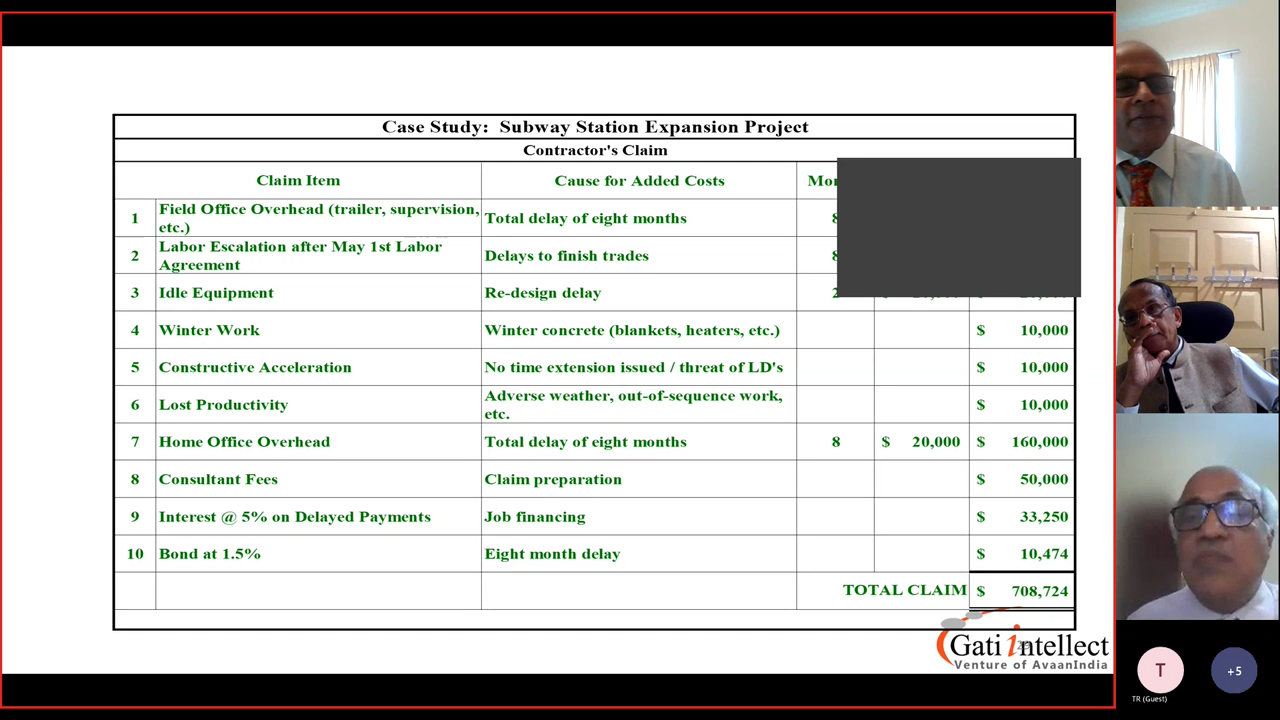 Case Study: Subway Station Expansion Project
Contractor's Claim
Claim Item Cause for Added Costs
1 Field Office Overhead (trailer, supervision, etc.) Total delay of eight months
2 Labor Escalation after May 1st Labor Agreement Delays to finish trades
3 Idle Equipment Re-design delay
4 Winter Work Winter concrete (blankets, heaters, etc.) $ 10,000
5 Constructive Acceleration No time extension issued / threat of LD's $ 10,000
6 Lost Productivity Adverse weather, out-of-sequence work, etc. $ 10,000
7 Home Office Overhead Total delay of eight months 8 $ 20,000 $ 160,000
8 Consultant Fees Claim preparation $ 50,000
9 Interest @ 5% on Delayed Payments Job financing $ 33,250
10 Bond at 1.5% Eight month delay $ 10,474
TOTAL CLAIM $ 708,724
Gati intellect
Venture of AvaanIndia
T
+5
TR (Guest)